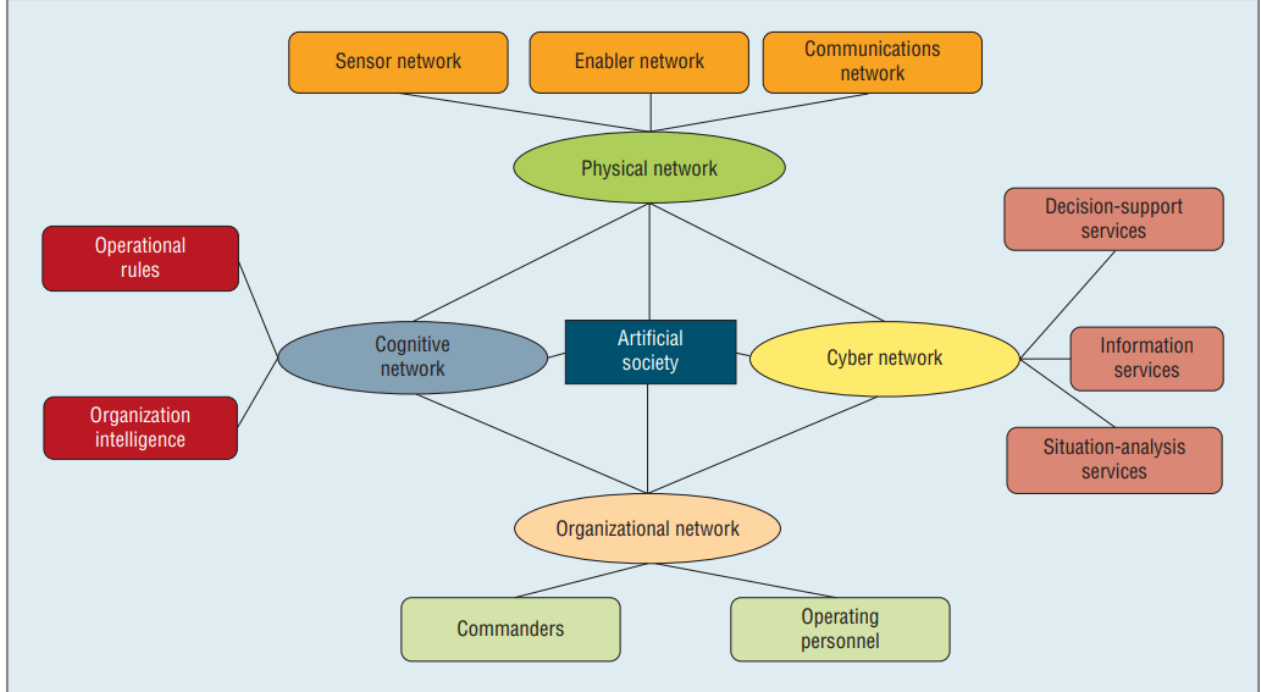 Sensor network
Enabler network
Communications
network
Physical network
Decision-support
services
Operational
rules
Cognitive
network
Artificial
society
Cyber network
Information
services
Organization
intelligence
Situation-analysis
services
Organizational network
Commanders
Operating
personnel